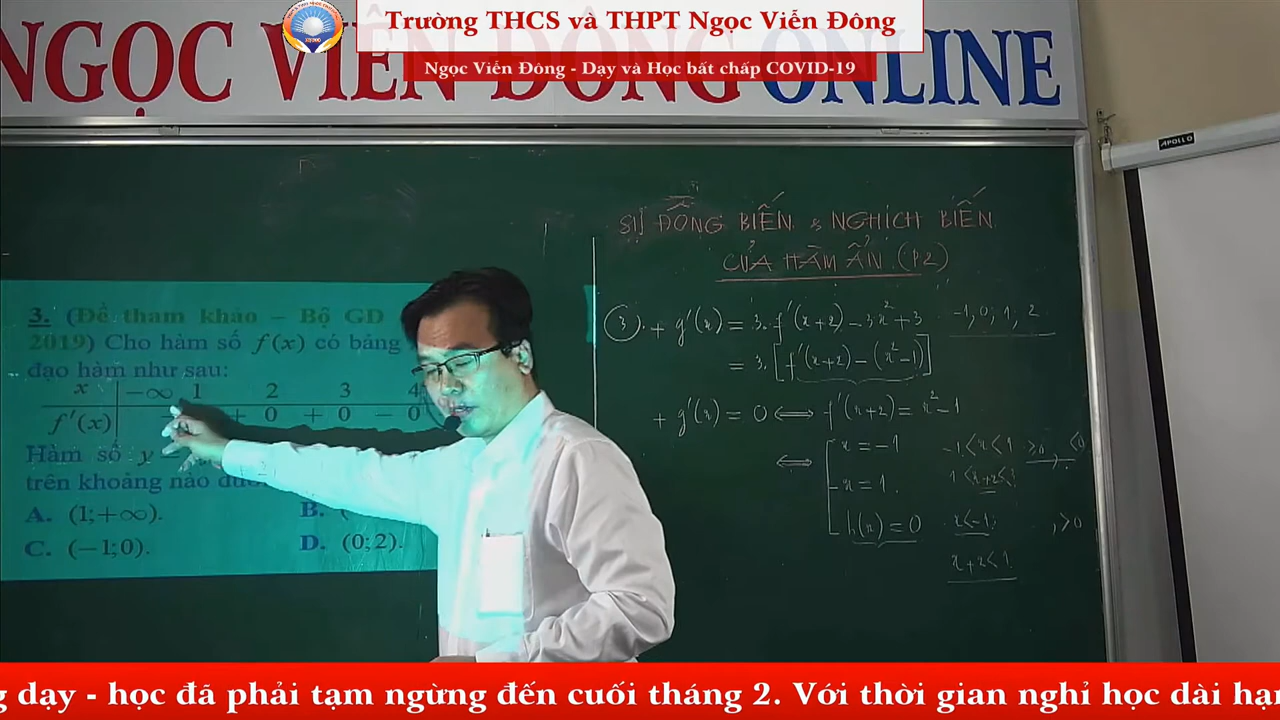 Trường THCS và THPT Ngọc Viễn Đông
Ngọc Viễn Đông - Dạy và Học bất chấp COVID-19
NGỌC VIỄN ĐÔNG ONLINE
APOLLO
SỰ ĐỒNG BIẾN & NGHỊCH BIẾN
CỦA HÀM ẨN (P2)
3. (Đề tham khảo – Bộ GD
2019) Cho hàm số f(x) có bảng
đạo hàm như sau:
x −∞ 1 2 3 4
f'(x) + 0 + 0 − 0
Hàm số y
trên khoảng nào
A. (1;+∞). B. (
C. (−1;0). D. (0;2).
③ + g'(x) = 3.f'(x+2) − 3x² + 3 -1, 0, 1, 2
= 3.[f'(x+2) − (x²−1)]
+ g'(x) = 0 ⟺ f'(x+2) = x²−1
⟺ x = −1 -1<x<1 ≥0 <0
x = 1. 1<x+2<3
h(x) = 0 x<-1; >0
x+2<1
g dạy - học đã phải tạm ngừng đến cuối tháng 2. Với thời gian nghỉ học dài hạ